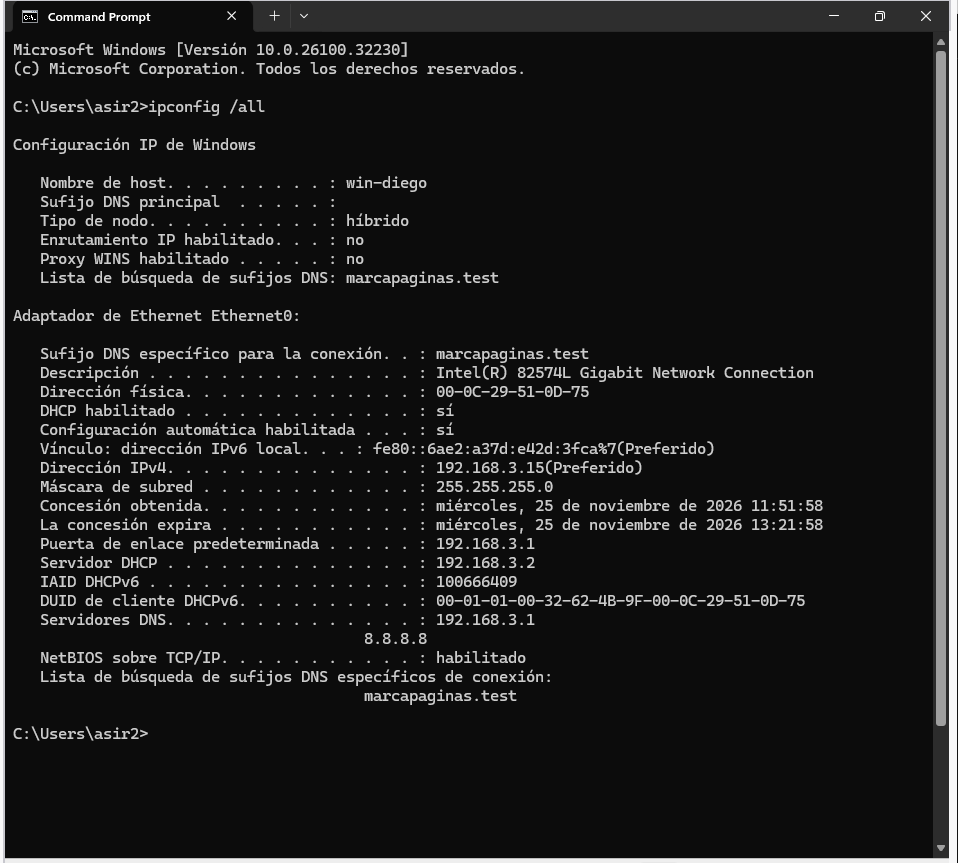 Command Prompt
Microsoft Windows [Versión 10.0.26100.32230]
(c) Microsoft Corporation. Todos los derechos reservados.
C:\Users\asir2>ipconfig /all
Configuración IP de Windows
Nombre de host. . . . . . . . . : win-diego
Sufijo DNS principal  . . . . . :
Tipo de nodo. . . . . . . . . . : híbrido
Enrutamiento IP habilitado. . . : no
Proxy WINS habilitado . . . . . : no
Lista de búsqueda de sufijos DNS: marcapaginas.test
Adaptador de Ethernet Ethernet0:
Sufijo DNS específico para la conexión. . : marcapaginas.test
Descripción . . . . . . . . . . . . . . . : Intel(R) 82574L Gigabit Network Connection
Dirección física. . . . . . . . . . . . . : 00-0C-29-51-0D-75
DHCP habilitado . . . . . . . . . . . . . : sí
Configuración automática habilitada . . . : sí
Vínculo: dirección IPv6 local. . . : fe80::6ae2:a37d:e42d:3fca%7(Preferido)
Dirección IPv4. . . . . . . . . . . . . . : 192.168.3.15(Preferido)
Máscara de subred . . . . . . . . . . . . : 255.255.255.0
Concesión obtenida. . . . . . . . . . . . : miércoles, 25 de noviembre de 2026 11:51:58
La concesión expira . . . . . . . . . . . : miércoles, 25 de noviembre de 2026 13:21:58
Puerta de enlace predeterminada . . . . . : 192.168.3.1
Servidor DHCP . . . . . . . . . . . . . . : 192.168.3.2
IAID DHCPv6 . . . . . . . . . . . . . . . : 100666409
DUID de cliente DHCPv6. . . . . . . . . . : 00-01-01-00-32-62-4B-9F-00-0C-29-51-0D-75
Servidores DNS. . . . . . . . . . . . . . : 192.168.3.1
8.8.8.8
NetBIOS sobre TCP/IP. . . . . . . . . . . : habilitado
Lista de búsqueda de sufijos DNS específicos de conexión:
marcapaginas.test
C:\Users\asir2>